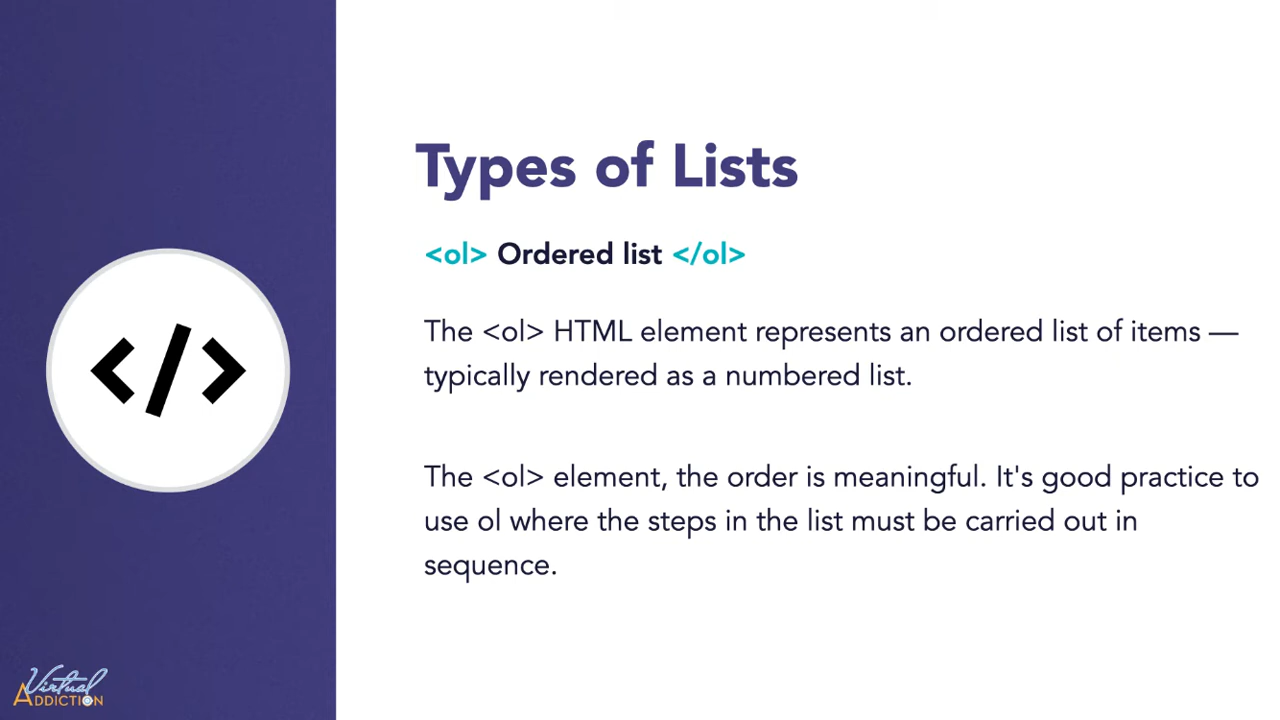 Types of Lists
<ol> Ordered list </ol>
The <ol> HTML element represents an ordered list of items —
typically rendered as a numbered list.
The <ol> element, the order is meaningful. It's good practice to
use ol where the steps in the list must be carried out in
sequence.
</>
Virtual
ADDICTION